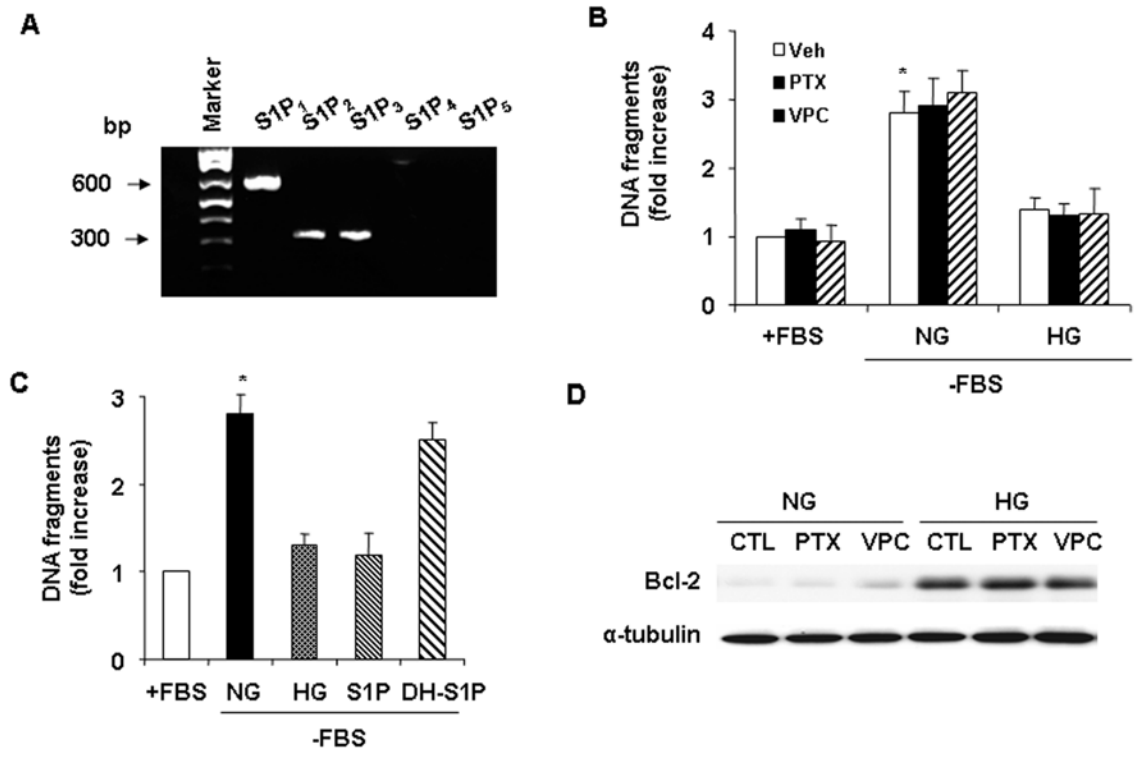 A
bp
Marker
S1P1
S1P2
S1P3
S1P4
S1P5
600
300
B
DNA fragments
(fold increase)
4
3
2
1
0
Veh
PTX
VPC
*
+FBS
NG
HG
-FBS
C
DNA fragments
(fold increase)
3
2
1
0
*
+FBS
NG
HG
S1P
DH-S1P
-FBS
D
NG
HG
CTL
PTX
VPC
CTL
PTX
VPC
Bcl-2
α-tubulin